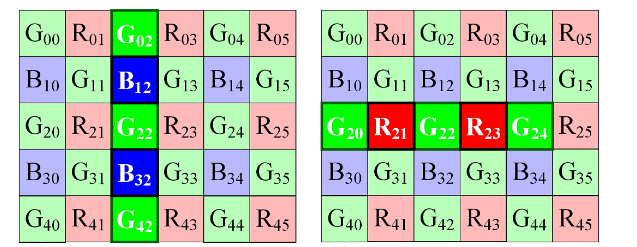 G00 R01 G02 R03 G04 R05
B10 G11 B12 G13 B14 G15
G20 R21 G22 R23 G24 R25
B30 G31 B32 G33 B34 G35
G40 R41 G42 R43 G44 R45
G00 R01 G02 R03 G04 R05
B10 G11 B12 G13 B14 G15
G20 R21 G22 R23 G24 R25
B30 G31 B32 G33 B34 G35
G40 R41 G42 R43 G44 R45